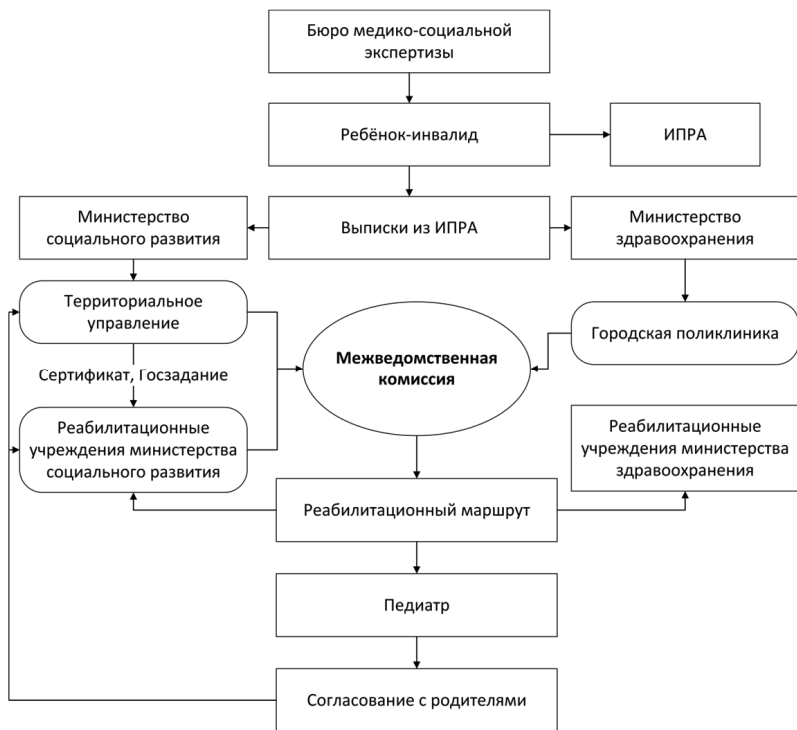 Бюро медико-социальной
экспертизы
Ребёнок-инвалид
ИПРА
Министерство
социального развития
Выписки из ИПРА
Министерство
здравоохранения
Территориальное
управление
Городская поликлиника
Межведомственная
комиссия
Сертификат, Госзадание
Реабилитационные
учреждения министерства
социального развития
Реабилитационные
учреждения министерства
здравоохранения
Реабилитационный маршрут
Педиатр
Согласование с родителями